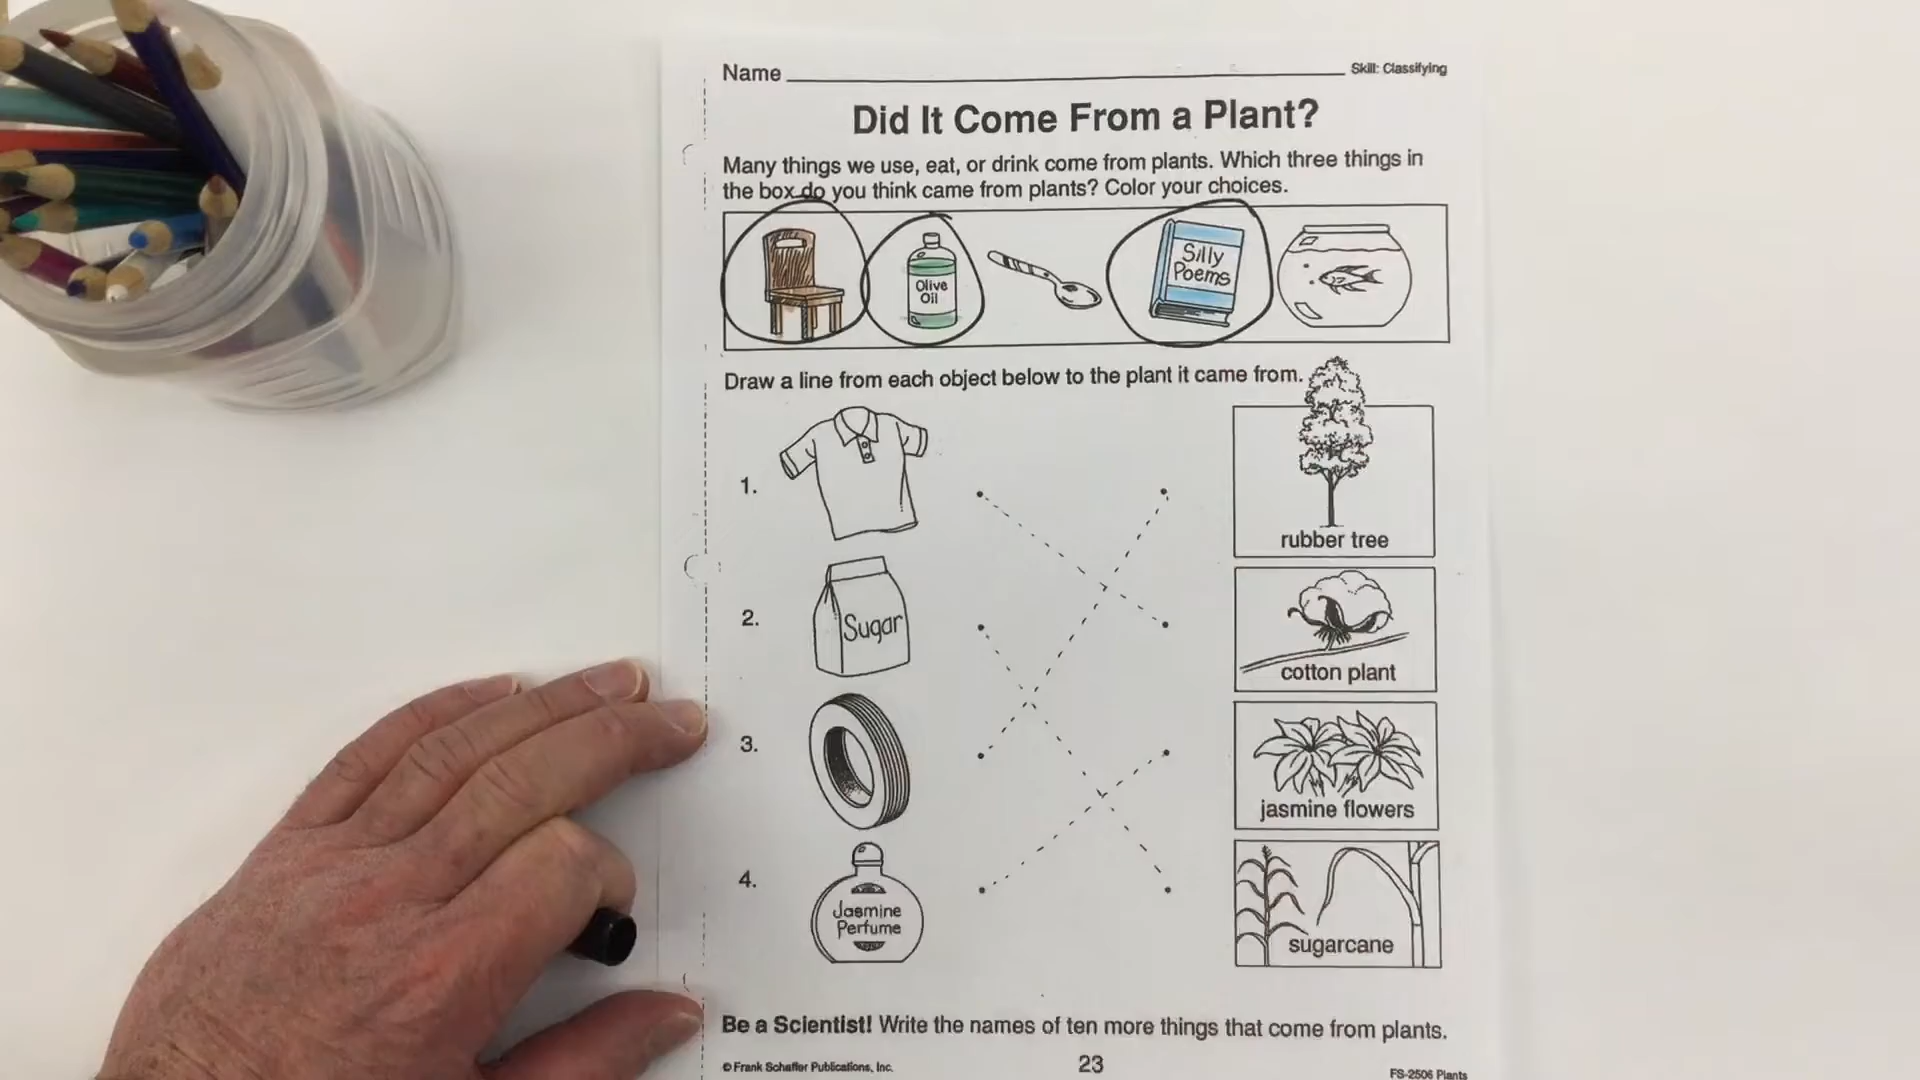 Name
Skill: Classifying
Did It Come From a Plant?
Many things we use, eat, or drink come from plants. Which three things in
the box do you think came from plants? Color your choices.
Olive
Oil
Silly
Poems
Draw a line from each object below to the plant it came from.
1.
rubber tree
2.
Sugar
cotton plant
3.
jasmine flowers
4.
Jasmine
Perfume
sugarcane
Be a Scientist! Write the names of ten more things that come from plants.
© Frank Schaffer Publications, Inc.
23
FS-2506 Plants